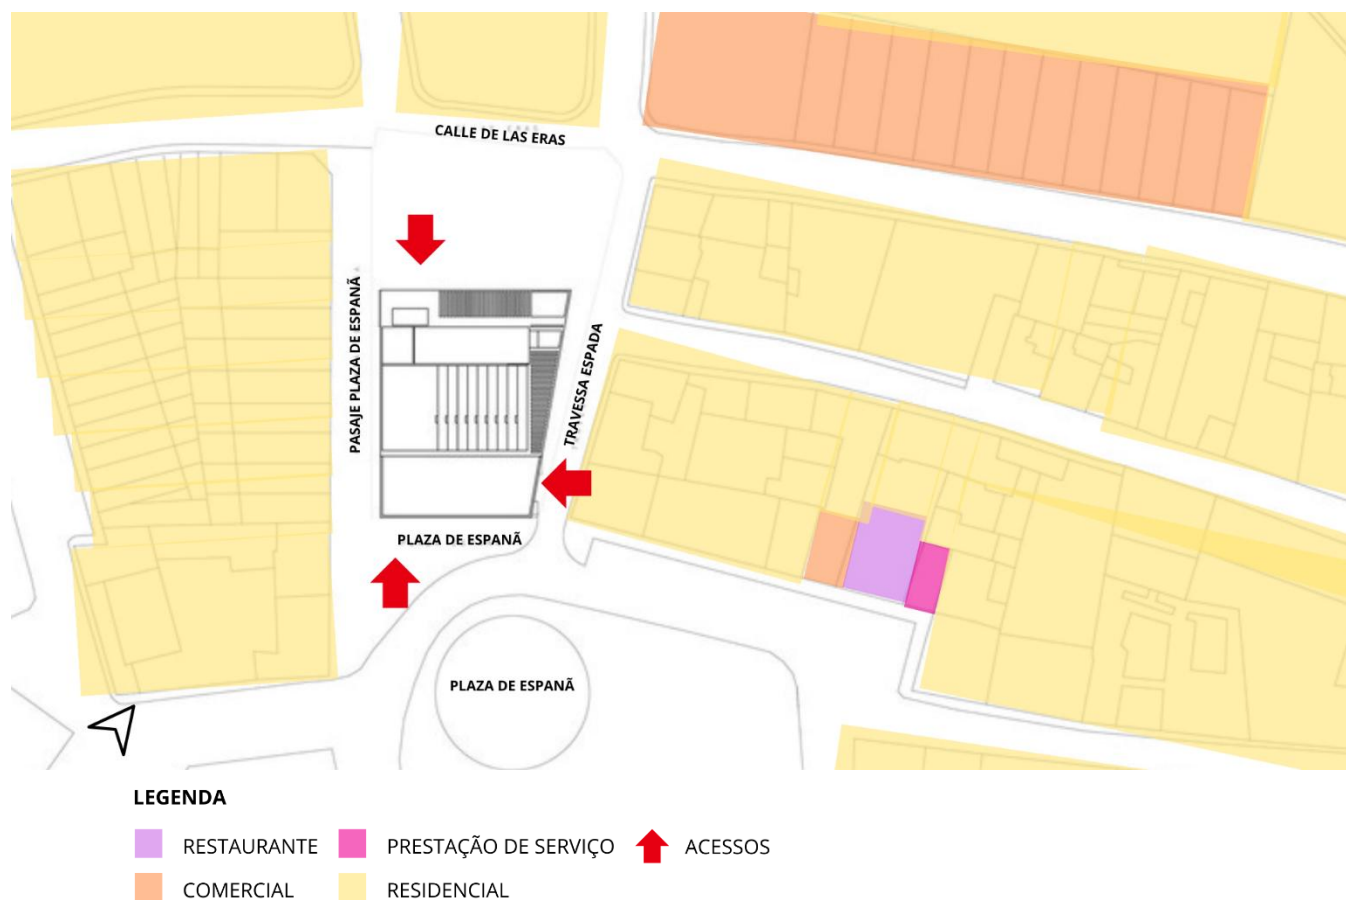 CALLE DE LAS ERAS
PASAJE PLAZA DE ESPANÃ
TRAVESSA ESPADA
PLAZA DE ESPANÃ
PLAZA DE ESPANÃ
LEGENDA
RESTAURANTE
PRESTAÇÃO DE SERVIÇO
ACESSOS
COMERCIAL
RESIDENCIAL